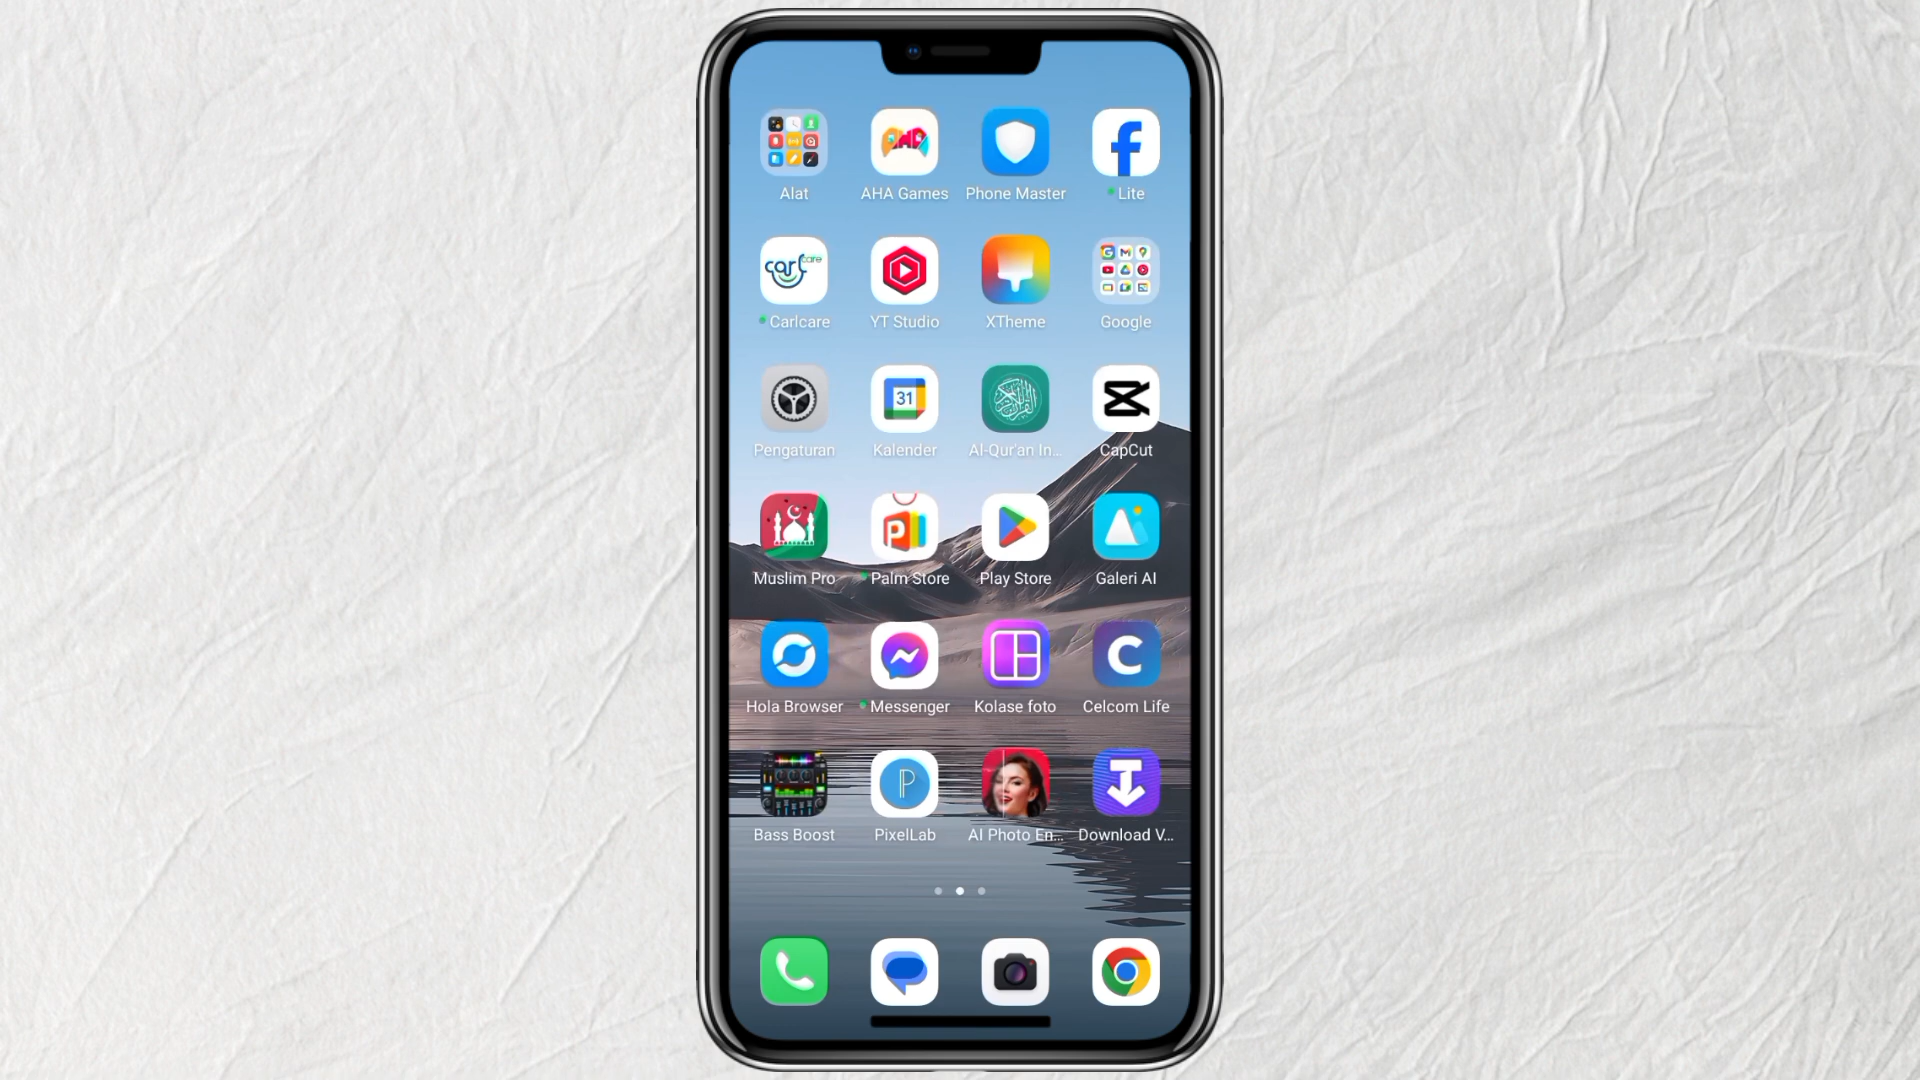 Alat AHA Games Phone Master Lite
Carlcare YT Studio XTheme Google
Pengaturan Kalender Al-Qur'an In... CapCut
Muslim Pro Palm Store Play Store Galeri AI
Hola Browser Messenger Kolase foto Celcom Life
Bass Boost PixelLab AI Photo En... Download V...